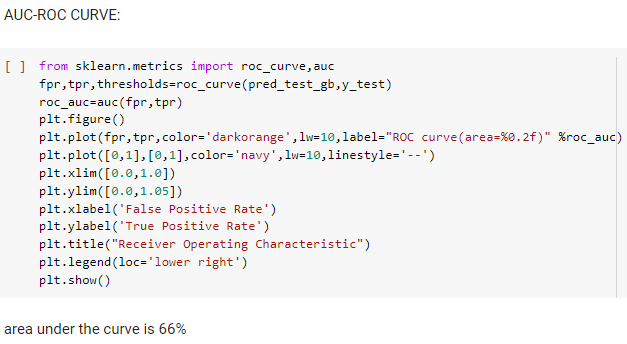 AUC-ROC CURVE:
[ ] from sklearn.metrics import roc_curve,auc
fpr,tpr,thresholds=roc_curve(pred_test_gb,y_test)
roc_auc=auc(fpr,tpr)
plt.figure()
plt.plot(fpr,tpr,color='darkorange',lw=10,label="ROC curve(area=%0.2f)" %roc_auc)
plt.plot([0,1],[0,1],color='navy',lw=10,linestyle='--')
plt.xlim([0.0,1.0])
plt.ylim([0.0,1.05])
plt.xlabel('False Positive Rate')
plt.ylabel('True Positive Rate')
plt.title("Receiver Operating Characteristic")
plt.legend(loc='lower right')
plt.show()
area under the curve is 66%